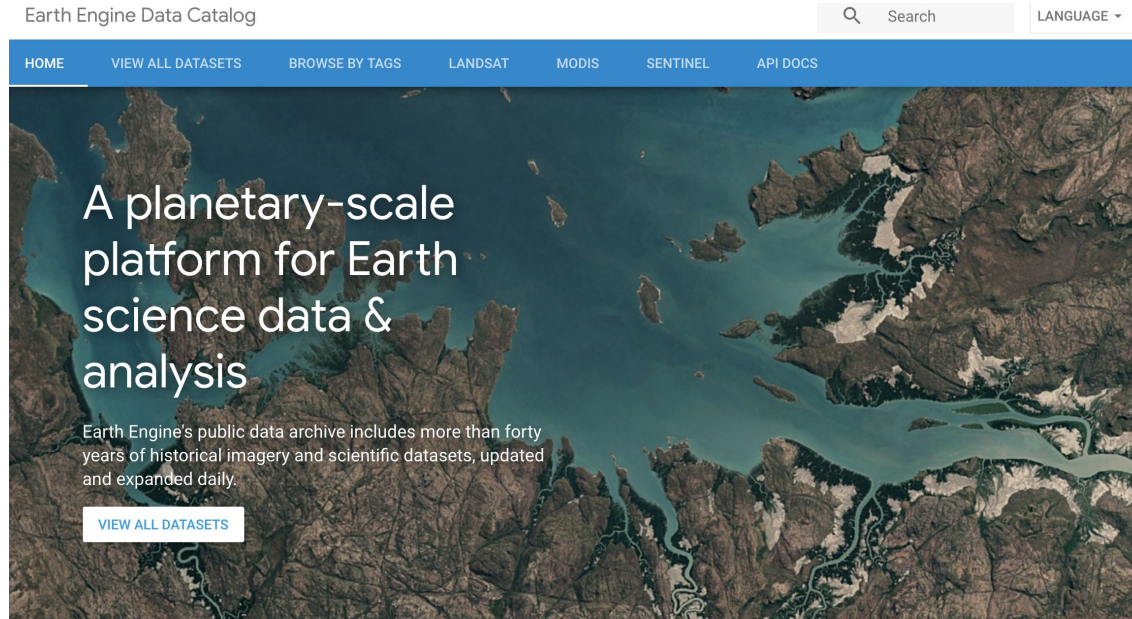 Earth Engine Data Catalog
Search
LANGUAGE
HOME
VIEW ALL DATASETS
BROWSE BY TAGS
LANDSAT
MODIS
SENTINEL
API DOCS
A planetary-scale
platform for Earth
science data &
analysis
Earth Engine's public data archive includes more than forty
years of historical imagery and scientific datasets, updated
and expanded daily.
VIEW ALL DATASETS